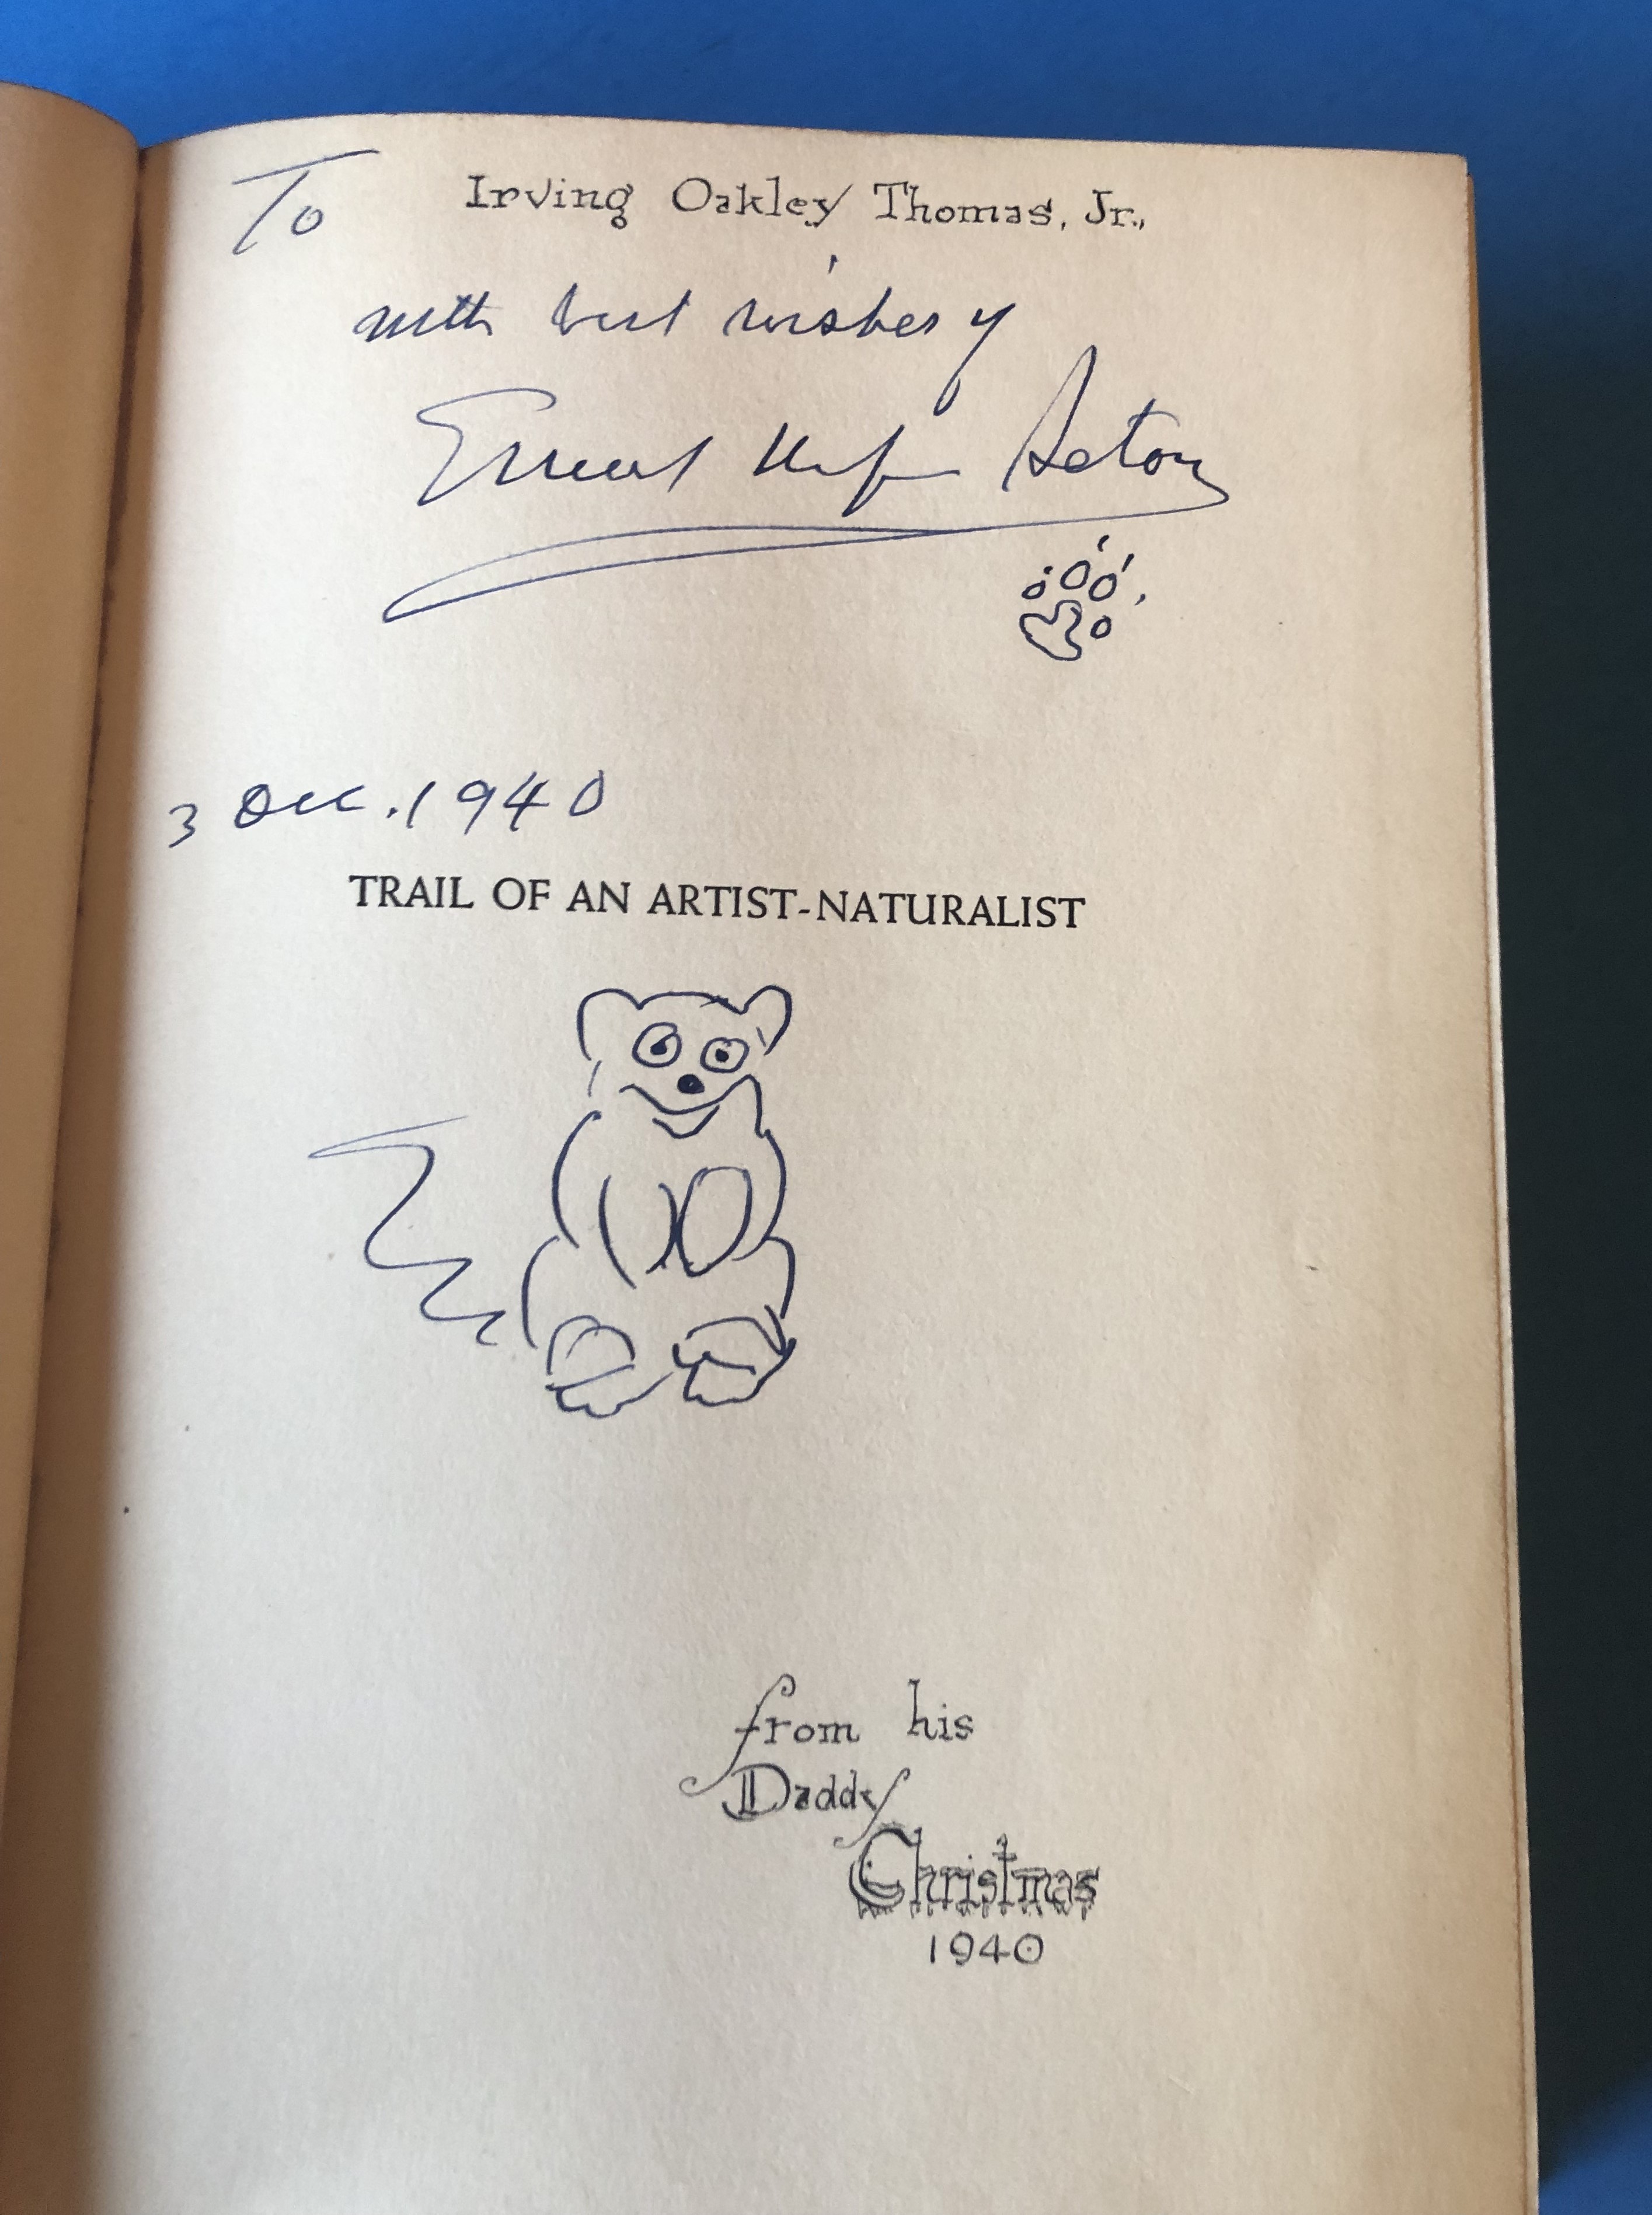 To Irving Oakley Thomas, Jr.,
with best wishes of
Ernest Thompson Seton
3 Dec. 1940
TRAIL OF AN ARTIST-NATURALIST
from his
Daddy
Christmas
1940